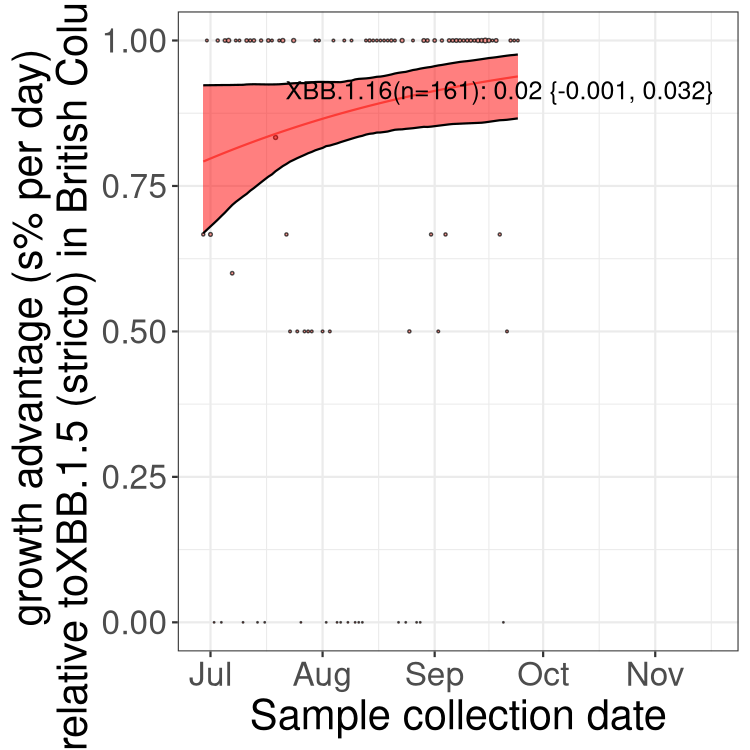 growth advantage (s% per day)
relative toXBB.1.5 (stricto) in British Colu
1.00
0.75
0.50
0.25
0.00
XBB.1.16(n=161): 0.02 {-0.001, 0.032}
Jul Aug Sep Oct Nov
Sample collection date